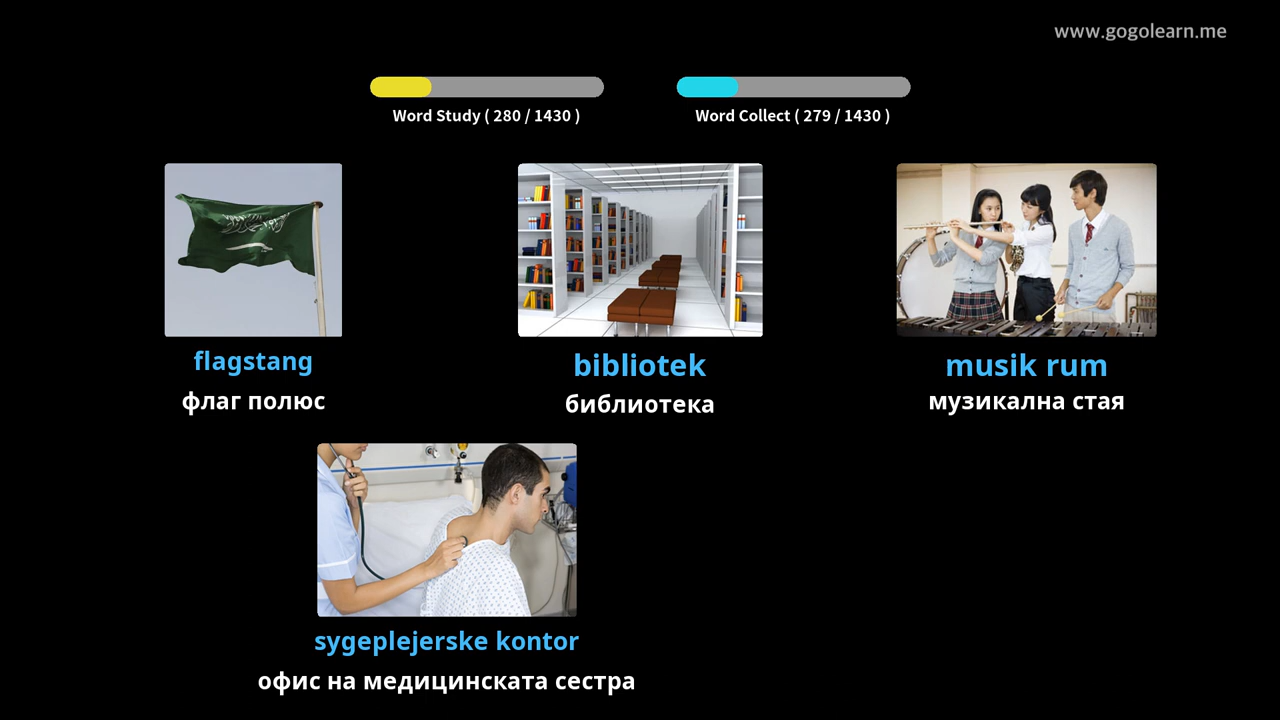 www.gogolearn.me
Word Study ( 280 / 1430 )
Word Collect ( 279 / 1430 )
flagstang
флаг полюс
bibliotek
библиотека
musik rum
музикална стая
sygeplejerske kontor
офис на медицинската сестра